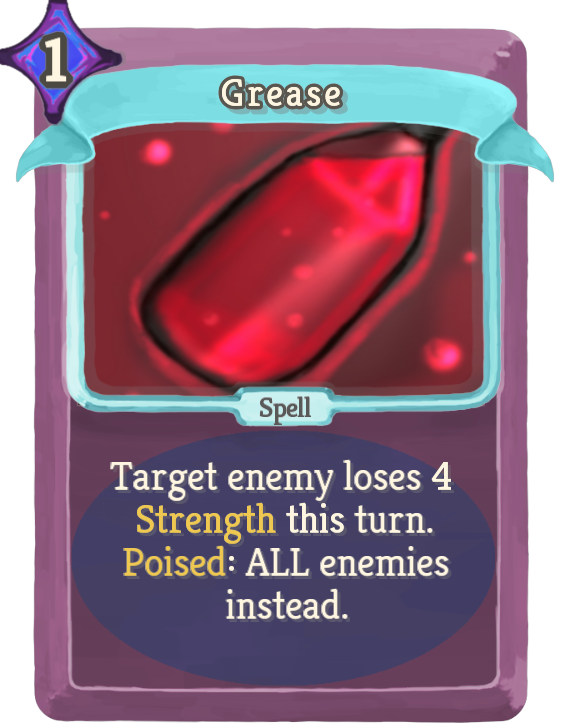 1
Grease
Spell
Target enemy loses 4
Strength this turn.
Poised: ALL enemies
instead.